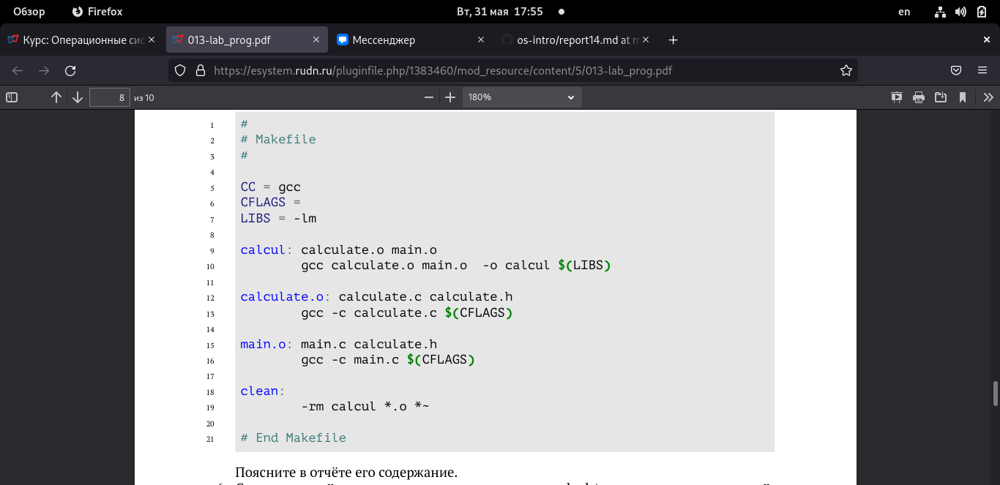 Обзор Firefox Вт, 31 мая 17:55 en
Курс: Операционные сис 013-lab_prog.pdf Мессенджер os-intro/report14.md at m
https://esystem.rudn.ru/pluginfile.php/1383460/mod_resource/content/5/013-lab_prog.pdf
8 из 10 180%
1 #
2 # Makefile
3 #
4
5 CC = gcc
6 CFLAGS =
7 LIBS = -lm
8
9 calcul: calculate.o main.o
10 gcc calculate.o main.o -o calcul $(LIBS)
11
12 calculate.o: calculate.c calculate.h
13 gcc -c calculate.c $(CFLAGS)
14
15 main.o: main.c calculate.h
16 gcc -c main.c $(CFLAGS)
17
18 clean:
19 -rm calcul *.o *~
20
21 # End Makefile
Поясните в отчёте его содержание.